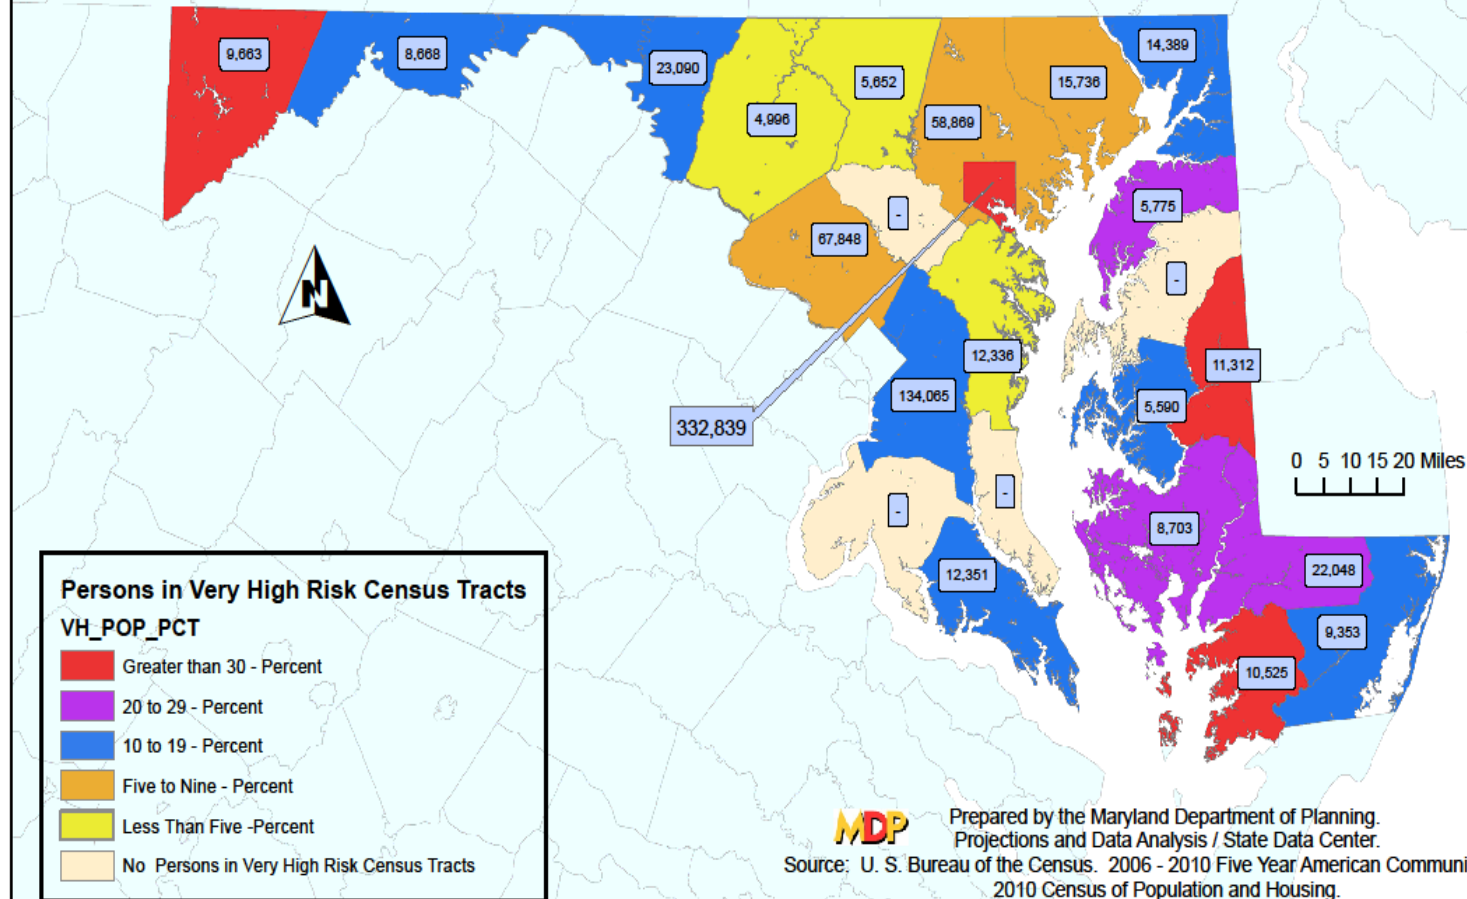 9,663
8,668
23,090
14,389
5,652
15,736
4,996
58,869
5,775
-
67,848
-
12,336
11,312
134,065
5,590
332,839
N
0 5 10 15 20 Miles
-
-
8,703
12,351
22,048
9,353
10,525
Persons in Very High Risk Census Tracts
VH_POP_PCT
Greater than 30 - Percent
20 to 29 - Percent
10 to 19 - Percent
Five to Nine - Percent
Less Than Five -Percent
No Persons in Very High Risk Census Tracts
MDP
Prepared by the Maryland Department of Planning.
Projections and Data Analysis / State Data Center.
Source: U. S. Bureau of the Census. 2006 - 2010 Five Year American Communi
2010 Census of Population and Housing.